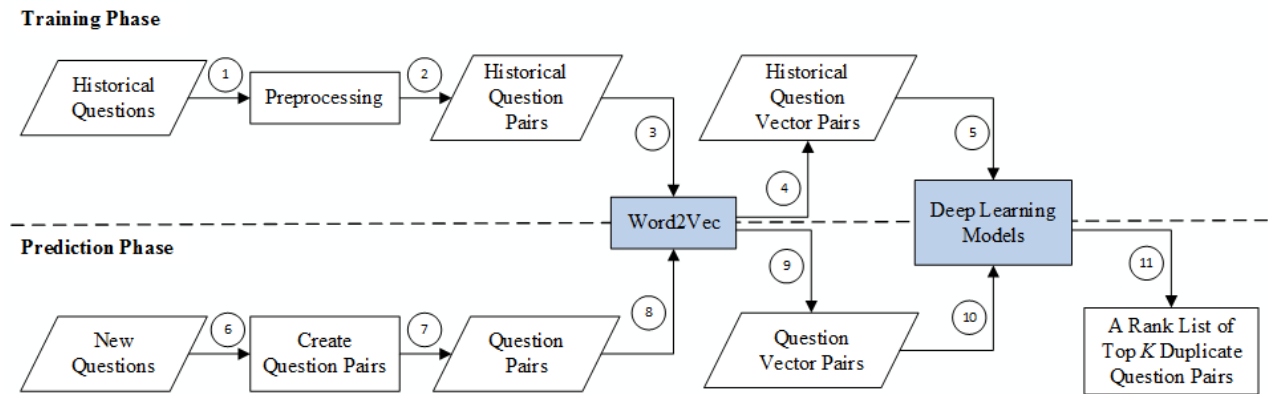 Training Phase
Historical
Questions
1
Preprocessing
2
Historical
Question
Pairs
3
Historical
Question
Vector Pairs
4
5
Word2Vec
Deep Learning
Models
Prediction Phase
New
Questions
6
Create
Question Pairs
7
Question
Pairs
8
9
Question
Vector Pairs
10
11
A Rank List of
Top K Duplicate
Question Pairs